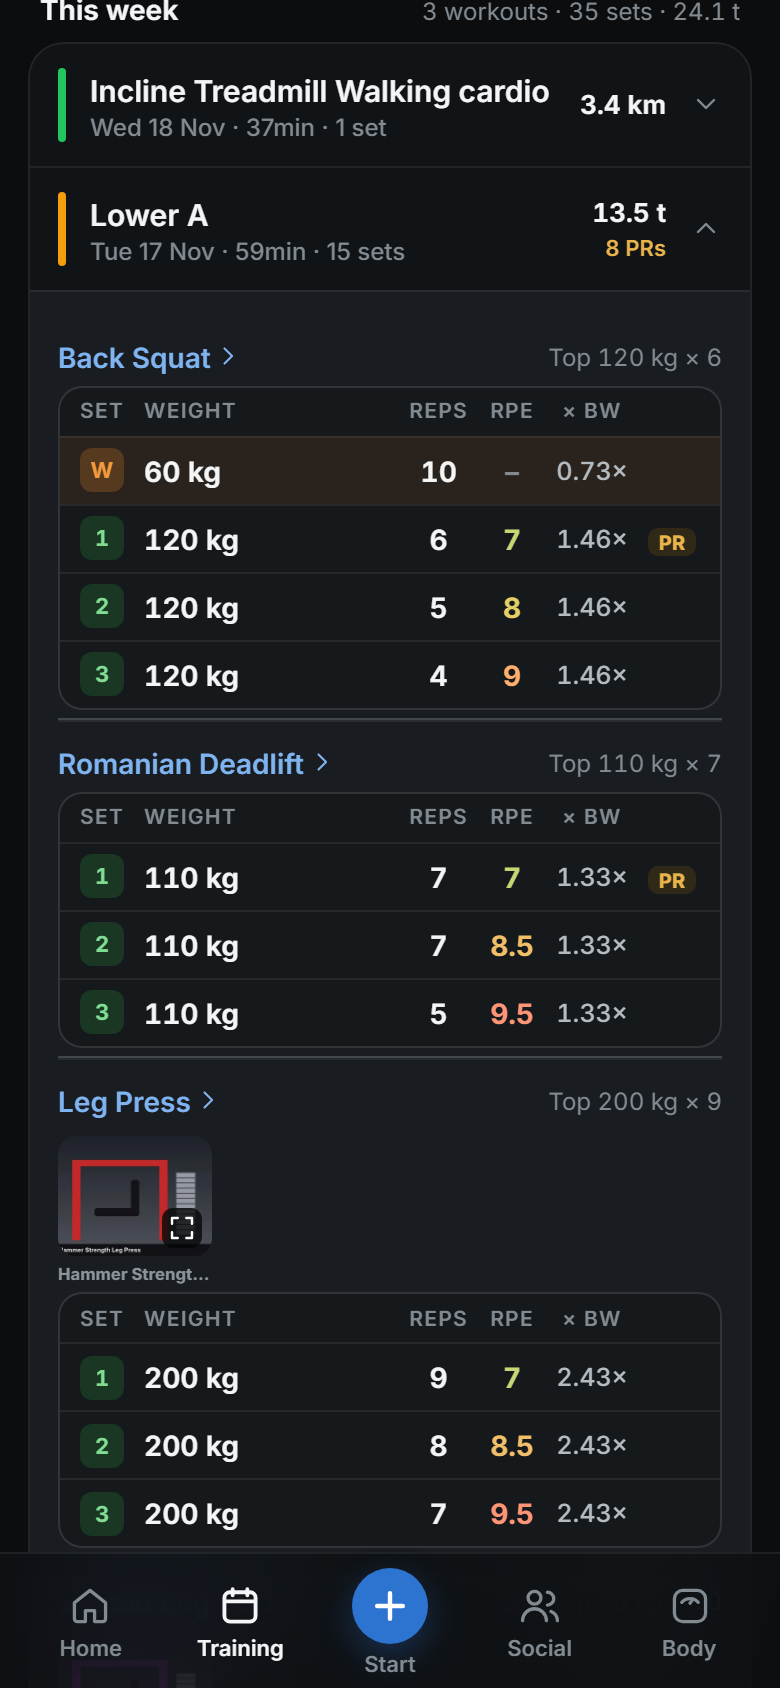 This week
3 workouts · 35 sets · 24.1 t
Incline Treadmill Walking cardio
3.4 km
Wed 18 Nov · 37min · 1 set
Lower A
13.5 t
Tue 17 Nov · 59min · 15 sets
8 PRs
Back Squat
Top 120 kg × 6
SET WEIGHT REPS RPE × BW
W 60 kg 10 – 0.73×
1 120 kg 6 7 1.46× PR
2 120 kg 5 8 1.46×
3 120 kg 4 9 1.46×
Romanian Deadlift
Top 110 kg × 7
SET WEIGHT REPS RPE × BW
1 110 kg 7 7 1.33× PR
2 110 kg 7 8.5 1.33×
3 110 kg 5 9.5 1.33×
Leg Press
Top 200 kg × 9
ammer Strength Leg Press
Hammer Strengt...
SET WEIGHT REPS RPE × BW
1 200 kg 9 7 2.43×
2 200 kg 8 8.5 2.43×
3 200 kg 7 9.5 2.43×
Home Training Start Social Body